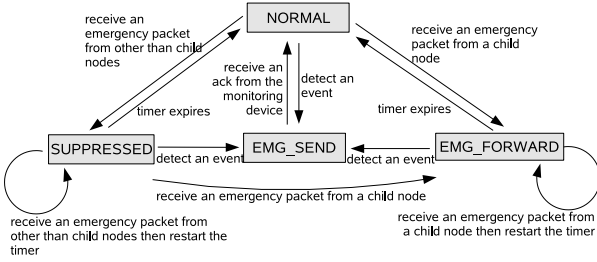 NORMAL
receive an
emergency packet
from other than child
nodes
receive an emergency
packet from a child
node
receive an
ack from the
monitoring
device
detect an
event
timer expires
timer expires
SUPPRESSED
EMG_SEND
EMG_FORWARD
detect an event
detect an event
receive an emergency packet from a child node
receive an emergency packet from
other than child nodes then restart the
timer
receive an emergency packet from
a child node then restart the timer